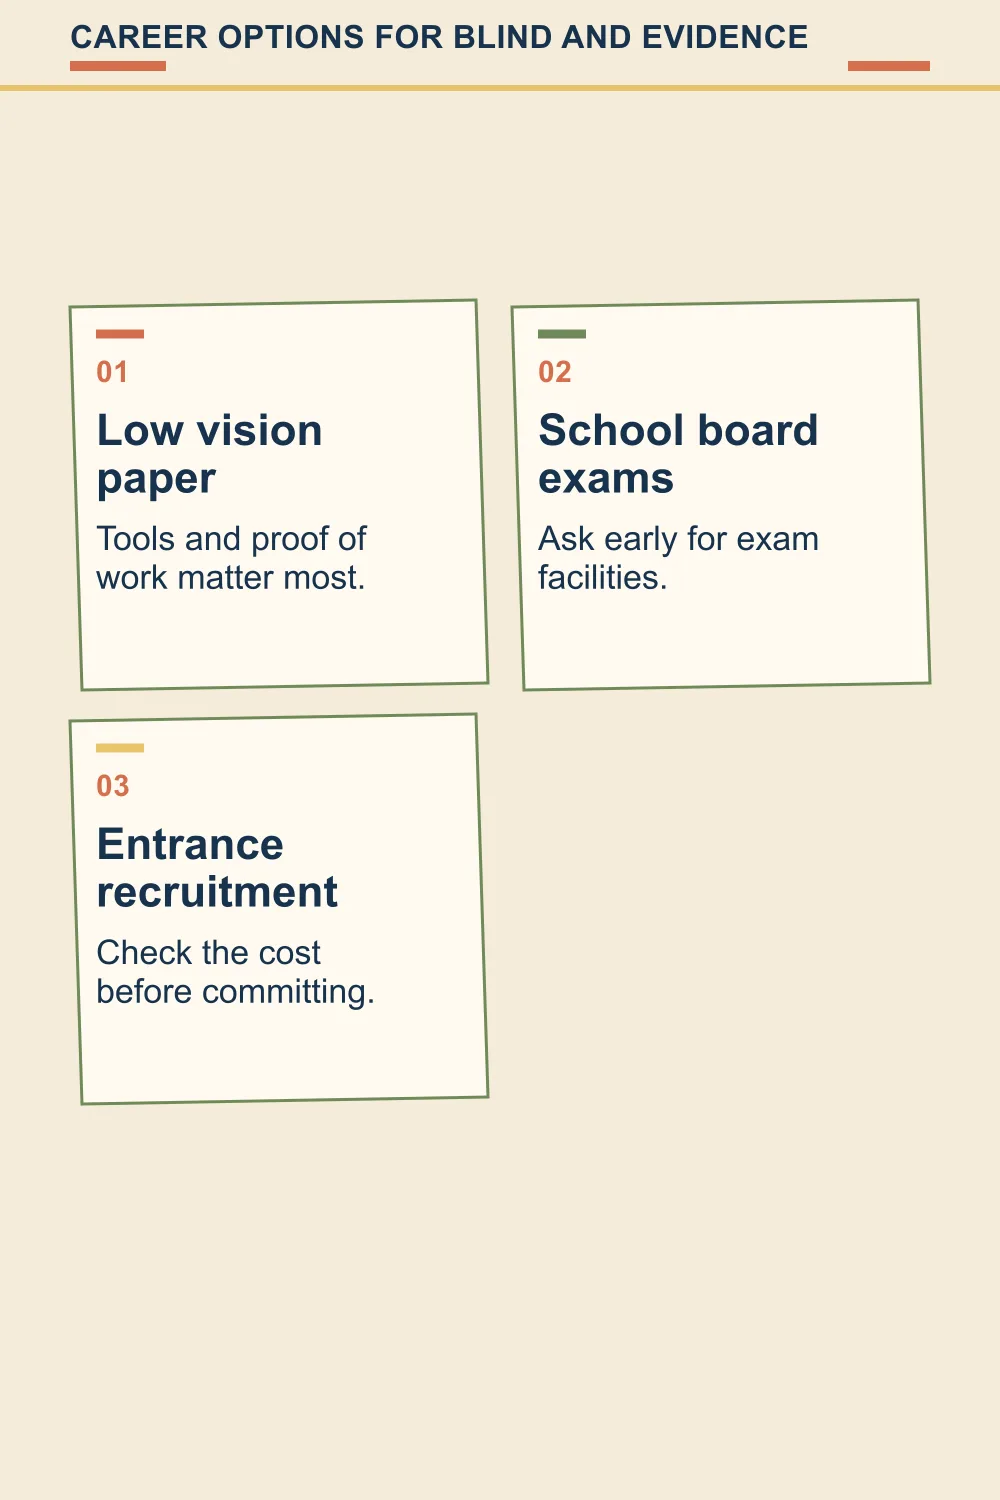 CAREER OPTIONS FOR BLIND AND EVIDENCE
01
Low vision
paper
Tools and proof of
work matter most.
02
School board
exams
Ask early for exam
facilities.
03
Entrance
recruitment
Check the cost
before committing.